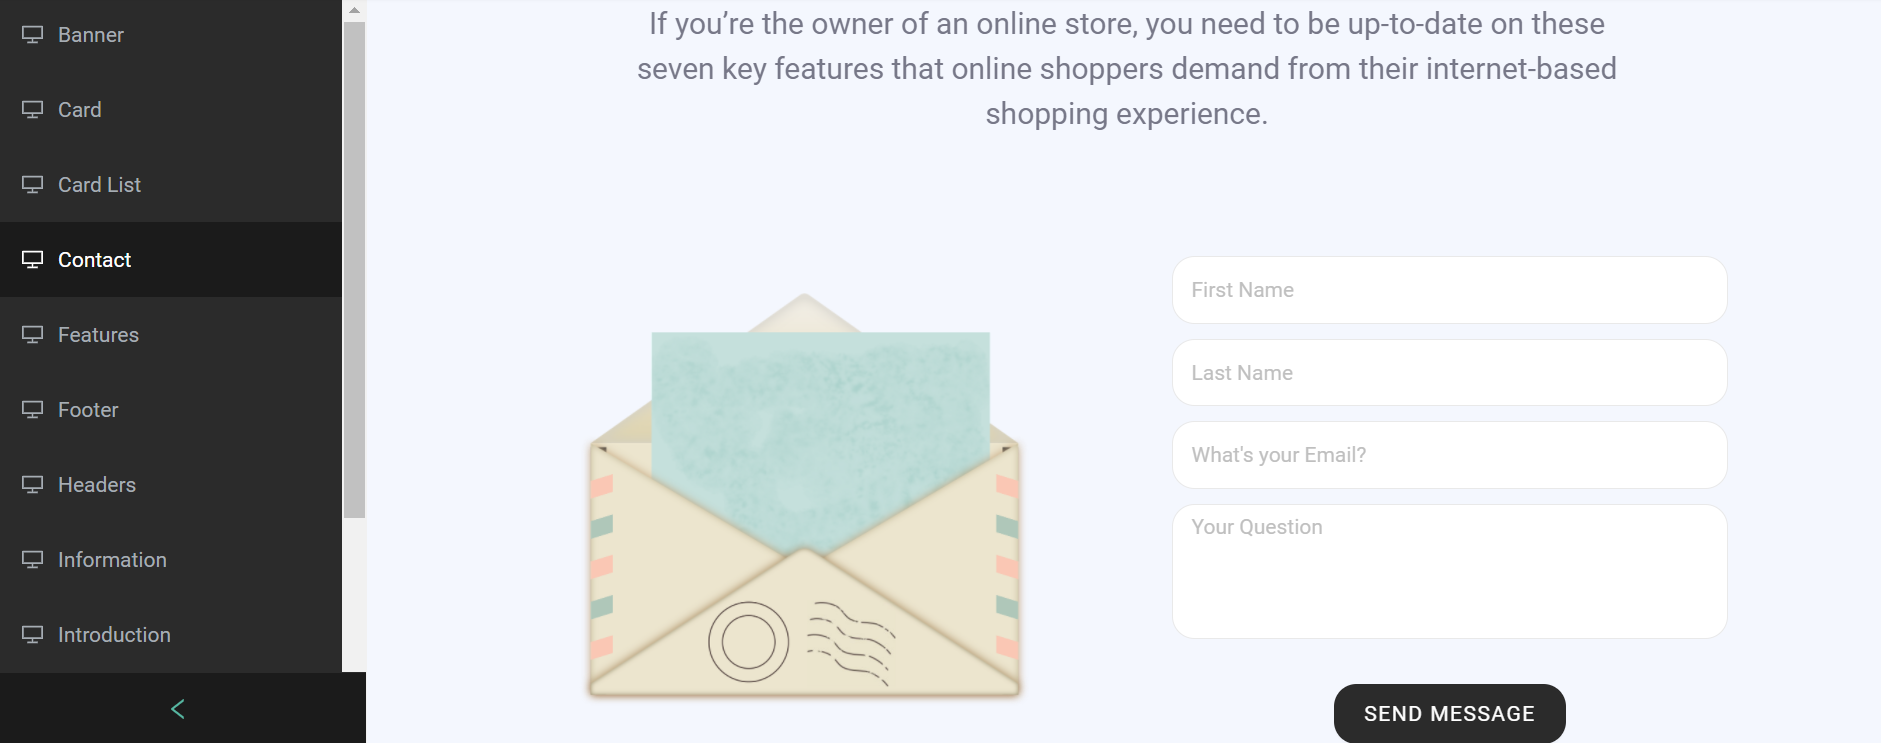 Banner
Card
Card List
Contact
Features
Footer
Headers
Information
Introduction
If you’re the owner of an online store, you need to be up-to-date on these
seven key features that online shoppers demand from their internet-based
shopping experience.
First Name
Last Name
What's your Email?
Your Question
SEND MESSAGE